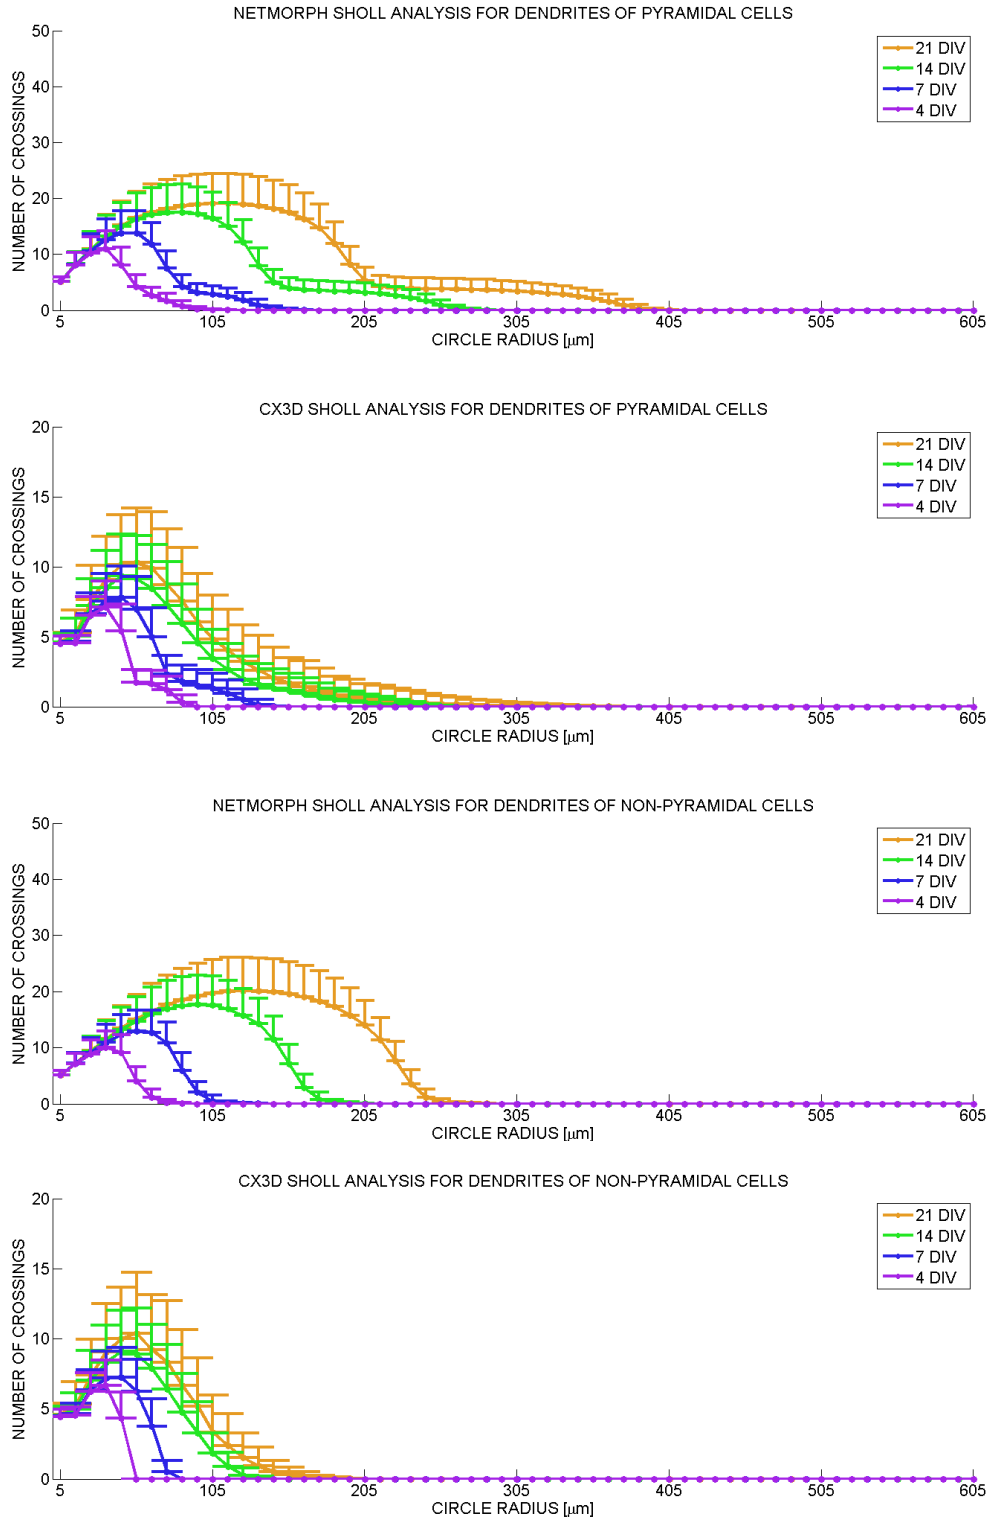 NETMORPH SHOLL ANALYSIS FOR DENDRITES OF PYRAMIDAL CELLS
50
40
30
20
10
0
NUMBER OF CROSSINGS
21 DIV
14 DIV
7 DIV
4 DIV
5 105 205 305 405 505 605
CIRCLE RADIUS [μm]
CX3D SHOLL ANALYSIS FOR DENDRITES OF PYRAMIDAL CELLS
20
15
10
5
0
NUMBER OF CROSSINGS
21 DIV
14 DIV
7 DIV
4 DIV
5 105 205 305 405 505 605
CIRCLE RADIUS [μm]
NETMORPH SHOLL ANALYSIS FOR DENDRITES OF NON-PYRAMIDAL CELLS
50
40
30
20
10
0
NUMBER OF CROSSINGS
21 DIV
14 DIV
7 DIV
4 DIV
5 105 205 305 405 505 605
CIRCLE RADIUS [μm]
CX3D SHOLL ANALYSIS FOR DENDRITES OF NON-PYRAMIDAL CELLS
20
15
10
5
0
NUMBER OF CROSSINGS
21 DIV
14 DIV
7 DIV
4 DIV
5 105 205 305 405 505 605
CIRCLE RADIUS [μm]